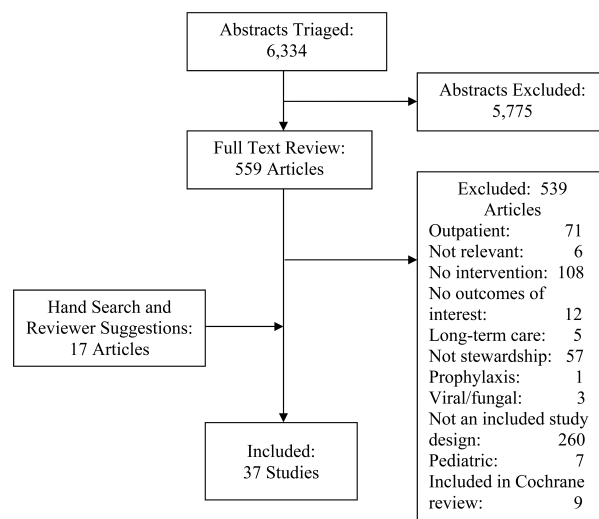 Abstracts Triaged:
6,334
Abstracts Excluded:
5,775
Full Text Review:
559 Articles
Excluded: 539
Articles
Outpatient: 71
Not relevant: 6
No intervention: 108
No outcomes of
interest: 12
Long-term care: 5
Not stewardship: 57
Prophylaxis: 1
Viral/fungal: 3
Not an included study
design: 260
Pediatric: 7
Included in Cochrane
review: 9
Hand Search and
Reviewer Suggestions:
17 Articles
Included:
37 Studies